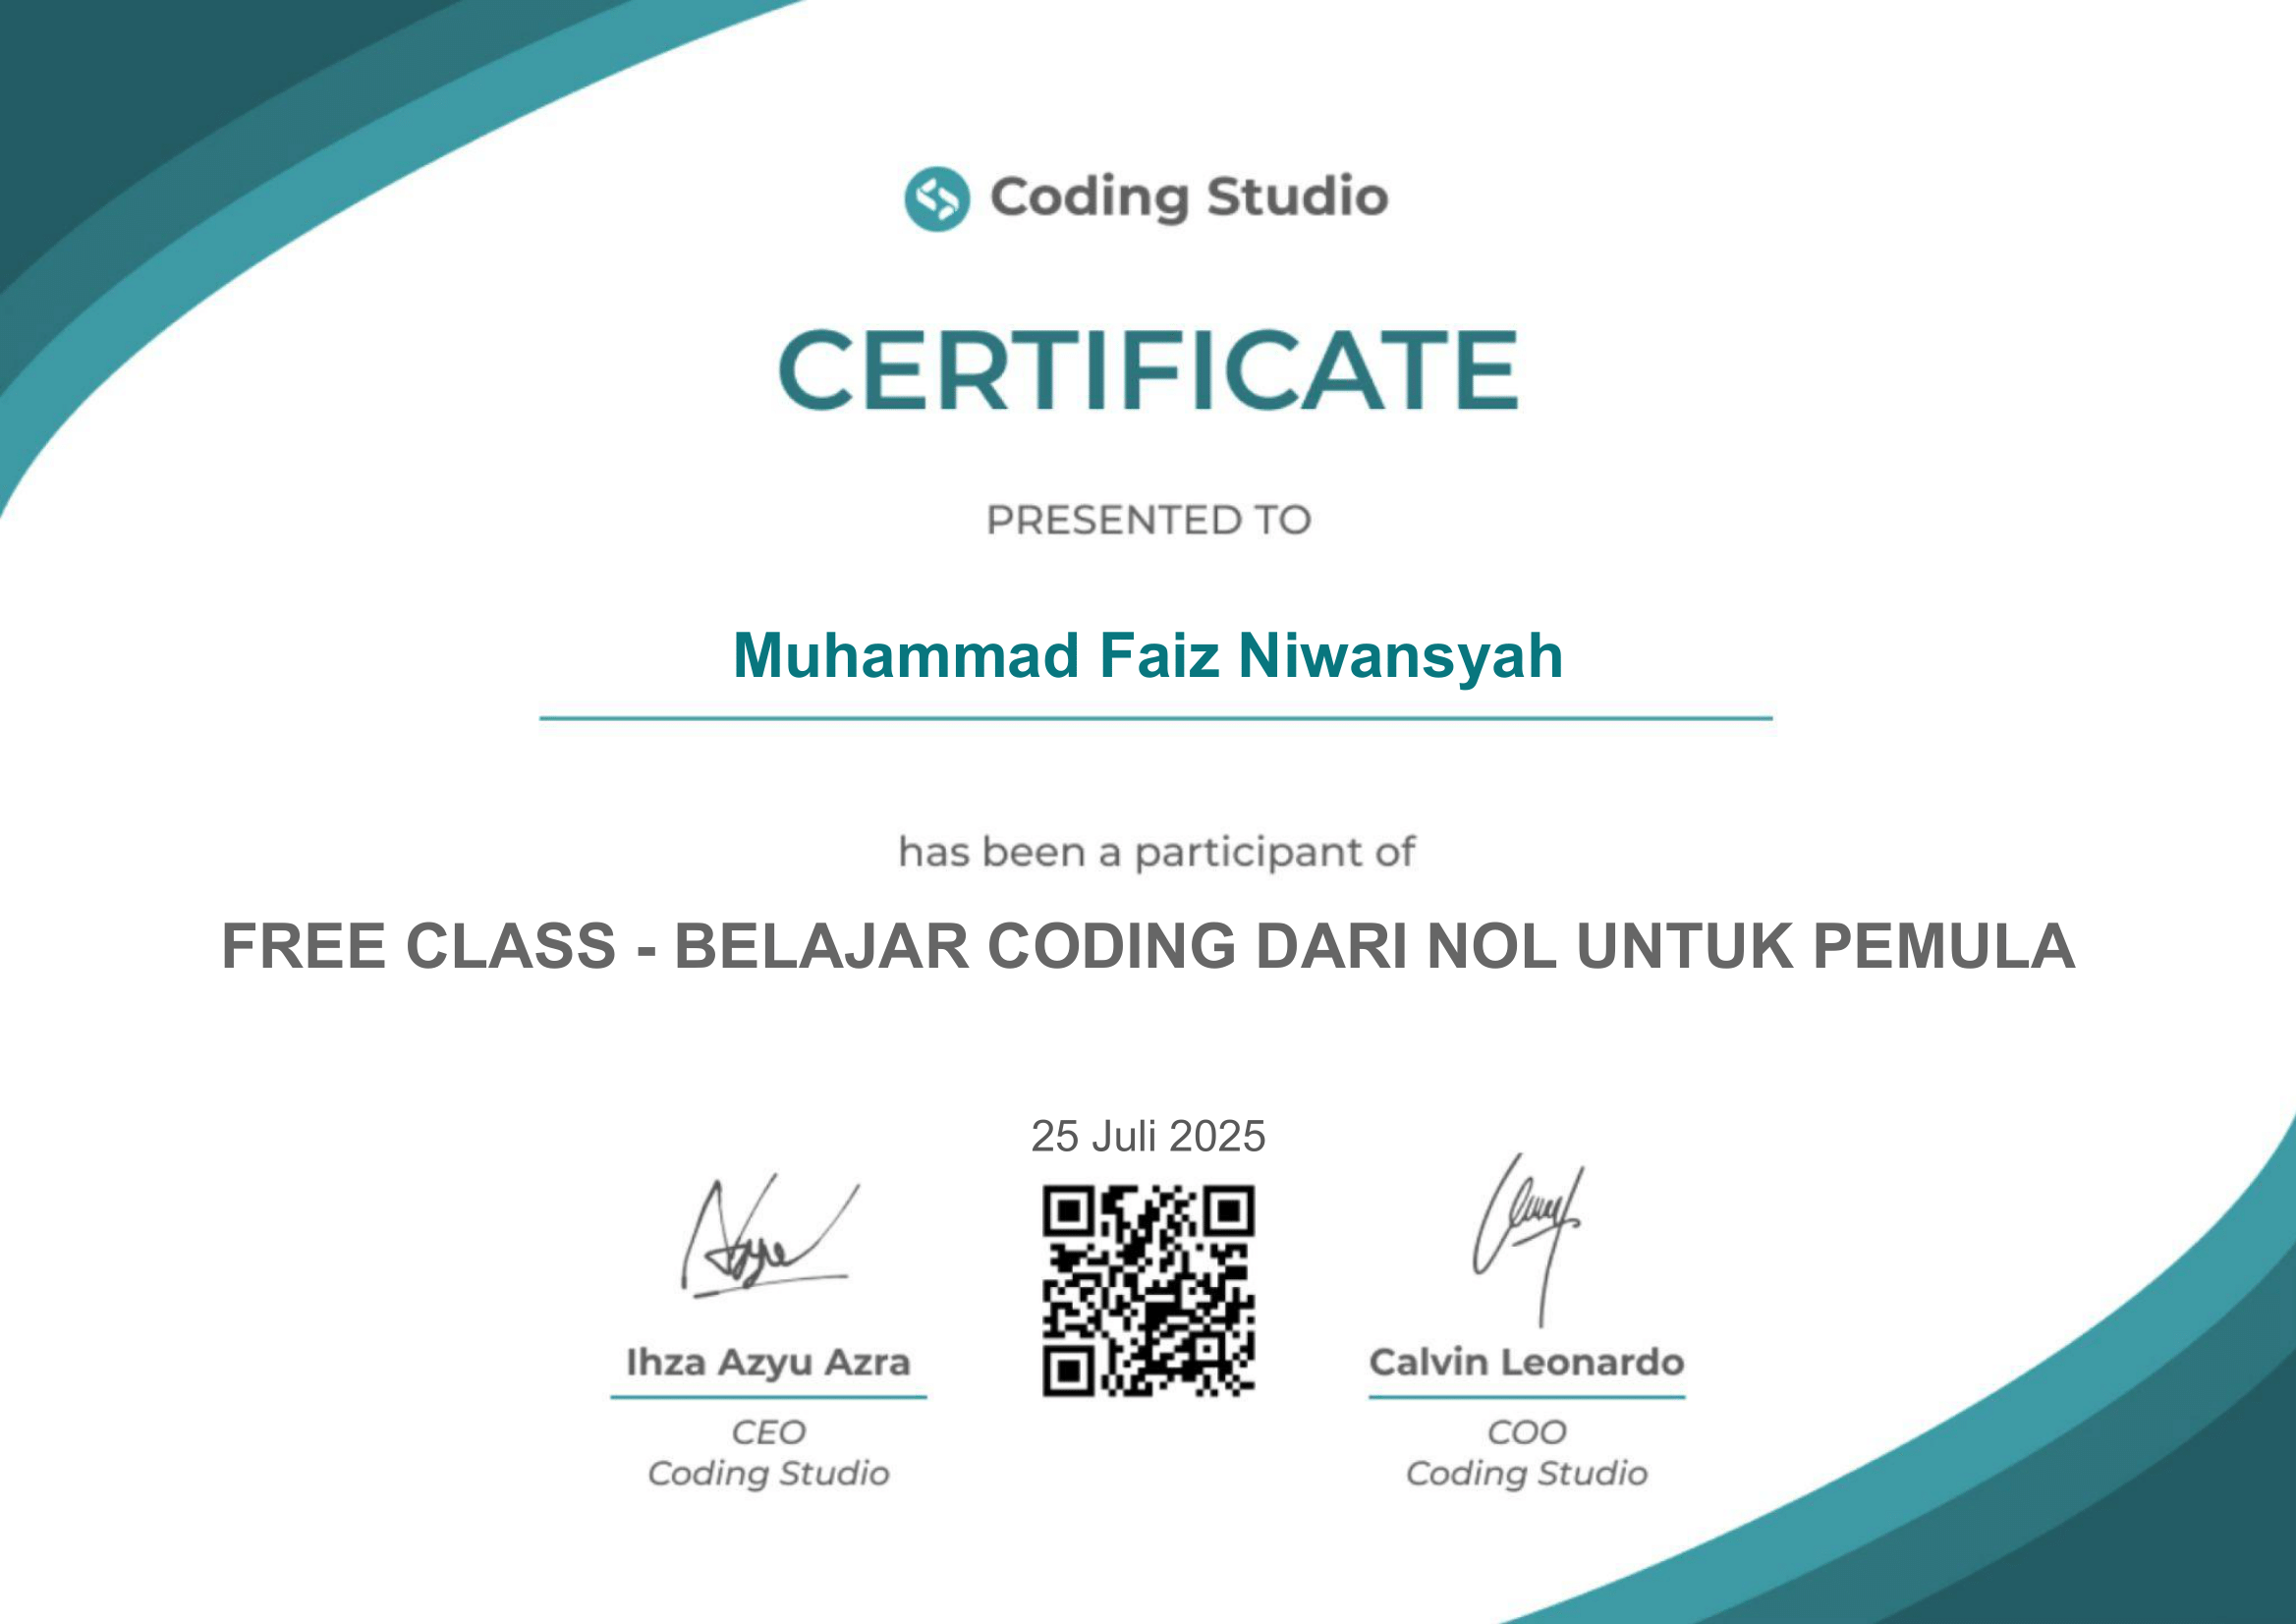 Coding Studio
CERTIFICATE
PRESENTED TO
Muhammad Faiz Niwansyah
has been a participant of
FREE CLASS - BELAJAR CODING DARI NOL UNTUK PEMULA
25 Juli 2025
Ihza Azyu Azra
CEO
Coding Studio
Calvin Leonardo
COO
Coding Studio